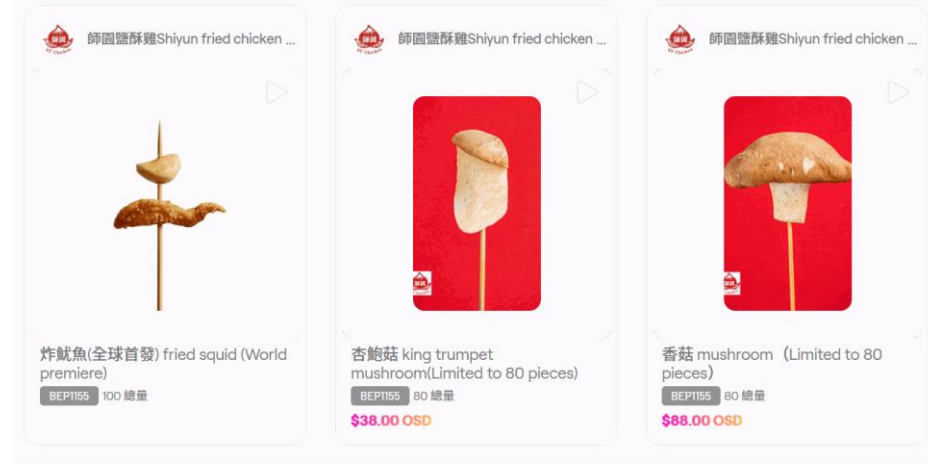 師園鹽酥雞Shiyun fried chicken ...
炸魷魚(全球首發) fried squid (World
premiere)
BEP1155 100 總量
師園鹽酥雞Shiyun fried chicken ...
杏鮑菇 king trumpet
mushroom(Limited to 80 pieces)
BEP1155 80 總量
$38.00 OSD
師園鹽酥雞Shiyun fried chicken ...
香菇 mushroom（Limited to 80
pieces）
BEP1155 80 總量
$88.00 OSD